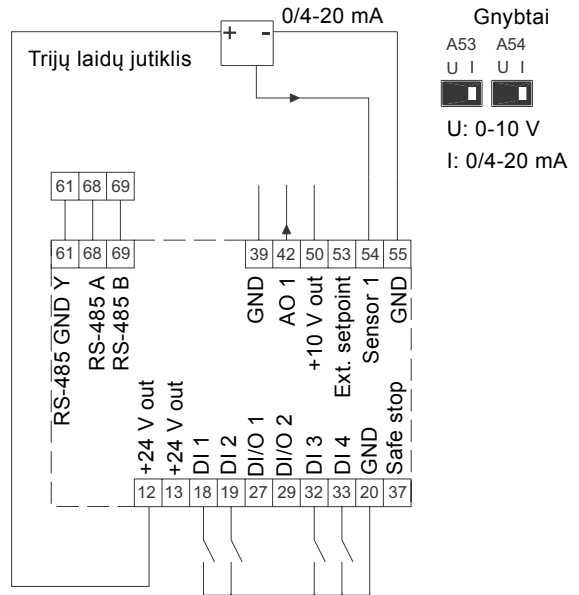 0/4-20 mA
+ -
Trijų laidų jutiklis
Gnybtai
A53 A54
U I U I
U: 0-10 V
I: 0/4-20 mA
61 68 69
61 68 69
RS-485 GND Y
RS-485 A
RS-485 B
39 42 50 53 54 55
GND
AO 1
+10 V out
Ext. setpoint
Sensor 1
GND
+24 V out
+24 V out
DI 1
DI 2
DI/O 1
DI/O 2
DI 3
DI 4
GND
Safe stop
12 13 18 19 27 29 32 33 20 37